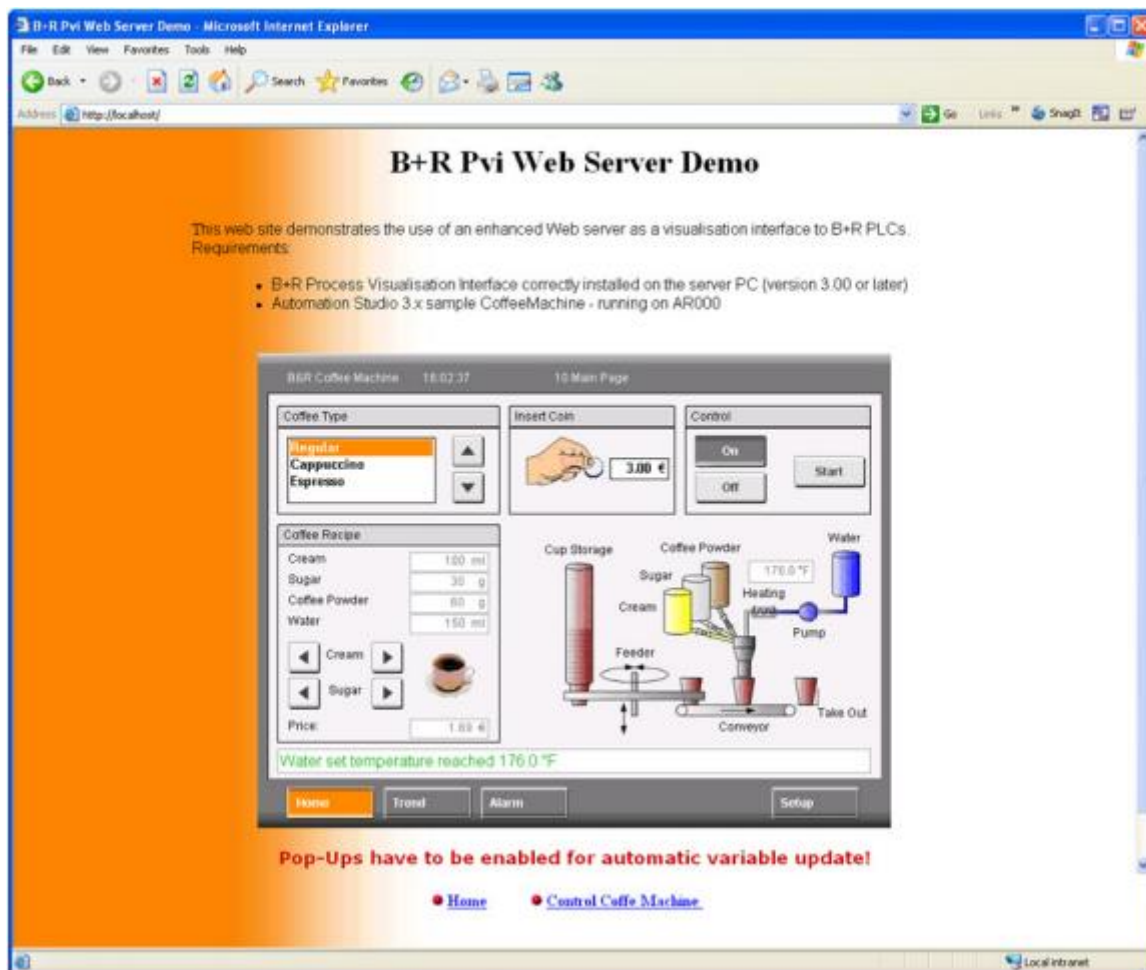 B+R Pvi Web Server Demo - Microsoft Internet Explorer
File Edit View Favorites Tools Help
Back Search Favorites
Address http://localhost/ Go Links » SnagIt
B+R Pvi Web Server Demo
This web site demonstrates the use of an enhanced Web server as a visualisation interface to B+R PLCs.
Requirements:
B+R Process Visualisation Interface correctly installed on the server PC (version 3.00 or later)
Automation Studio 3.x sample CoffeeMachine - running on AR000
B&R Coffee Machine 16:02:37 10 Main Page
Coffee Type Insert Coin Control
Regular
Cappuccino
Espresso
3.00 €
On
Off
Start
Coffee Recipe
Cream 100 ml
Sugar 30 g
Coffee Powder 60 g
Water 150 ml
Cream
Sugar
Price: 1.60 €
Cup Storage
Coffee Powder
Water
Sugar
176.0 °F
Cream
Heating
Pump
Feeder
Take Out
Conveyor
Water set temperature reached 176.0 °F
Home Trend Alarm Setup
Pop-Ups have to be enabled for automatic variable update!
Home Control Coffe Machine
Local intranet